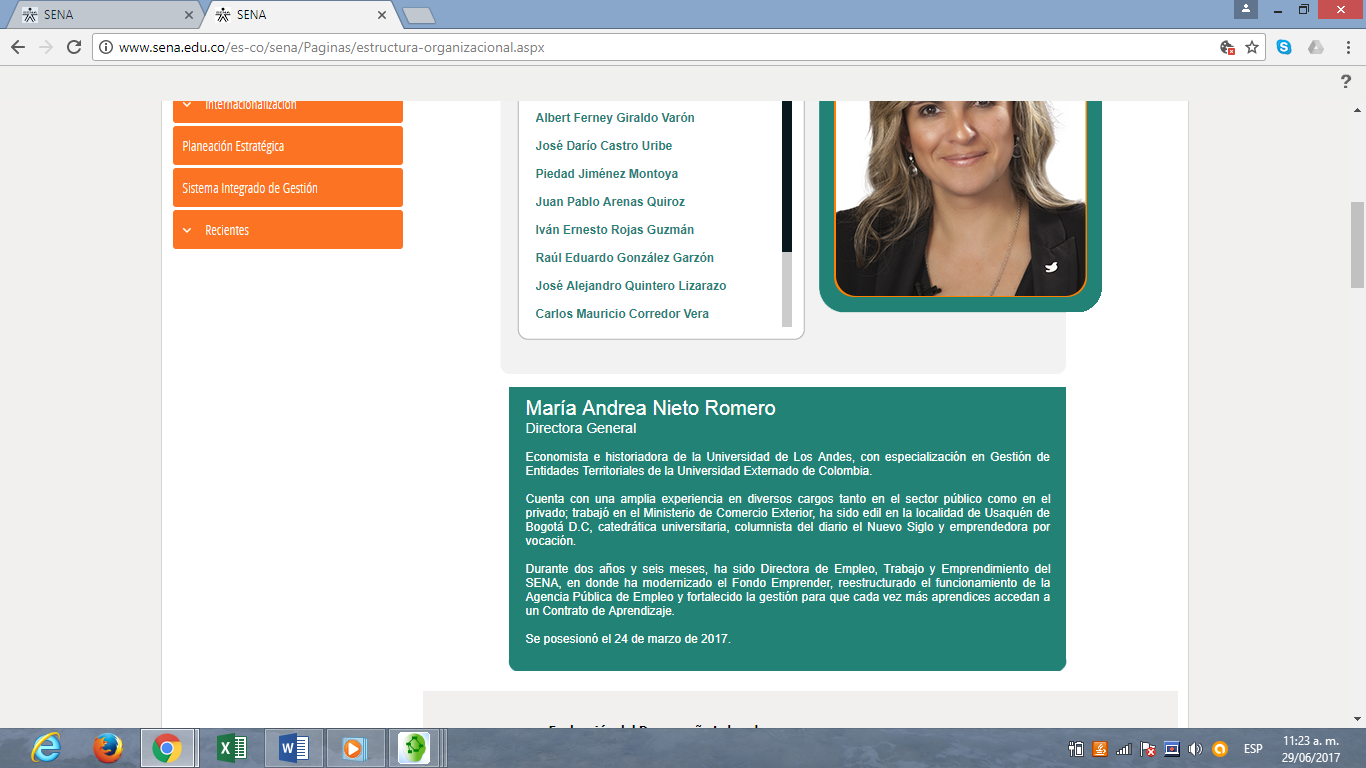 SENA
SENA
www.sena.edu.co/es-co/sena/Paginas/estructura-organizacional.aspx
?
Internacionalización
Planeación Estratégica
Sistema Integrado de Gestión
Recientes
Albert Ferney Giraldo Varón
José Darío Castro Uribe
Piedad Jiménez Montoya
Juan Pablo Arenas Quiroz
Iván Ernesto Rojas Guzmán
Raúl Eduardo González Garzón
José Alejandro Quintero Lizarazo
Carlos Mauricio Corredor Vera
María Andrea Nieto Romero
Directora General
Economista e historiadora de la Universidad de Los Andes, con especialización en Gestión de
Entidades Territoriales de la Universidad Externado de Colombia.
Cuenta con una amplia experiencia en diversos cargos tanto en el sector público como en el
privado; trabajó en el Ministerio de Comercio Exterior, ha sido edil en la localidad de Usaquén de
Bogotá D.C, catedrática universitaria, columnista del diario el Nuevo Siglo y emprendedora por
vocación.
Durante dos años y seis meses, ha sido Directora de Empleo, Trabajo y Emprendimiento del
SENA, en donde ha modernizado el Fondo Emprender, reestructurado el funcionamiento de la
Agencia Pública de Empleo y fortalecido la gestión para que cada vez más aprendices accedan a
un Contrato de Aprendizaje.
Se posesionó el 24 de marzo de 2017.
ESP
11:23 a. m.
29/06/2017